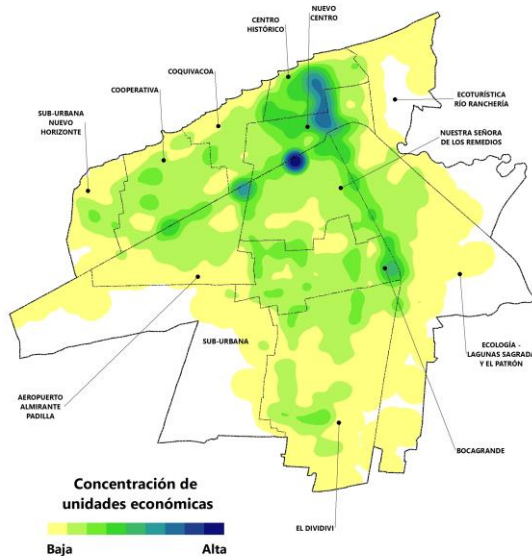 NUEVO
CENTRO
CENTRO
HISTÓRICO
COQUIVACOA
COOPERATIVA
SUB-URBANA
NUEVO
HORIZONTE
ECOTURÍSTICA
RÍO RANCHERÍA
NUESTRA SEÑORA
DE LOS REMEDIOS
SUB-URBANA
ECOLOGÍA -
LAGUNAS SAGRADA
Y EL PATRÓN
AEROPUERTO
ALMIRANTE
PADILLA
BOCAGRANDE
EL DIVIDIVI
Concentración de
unidades económicas
Baja Alta